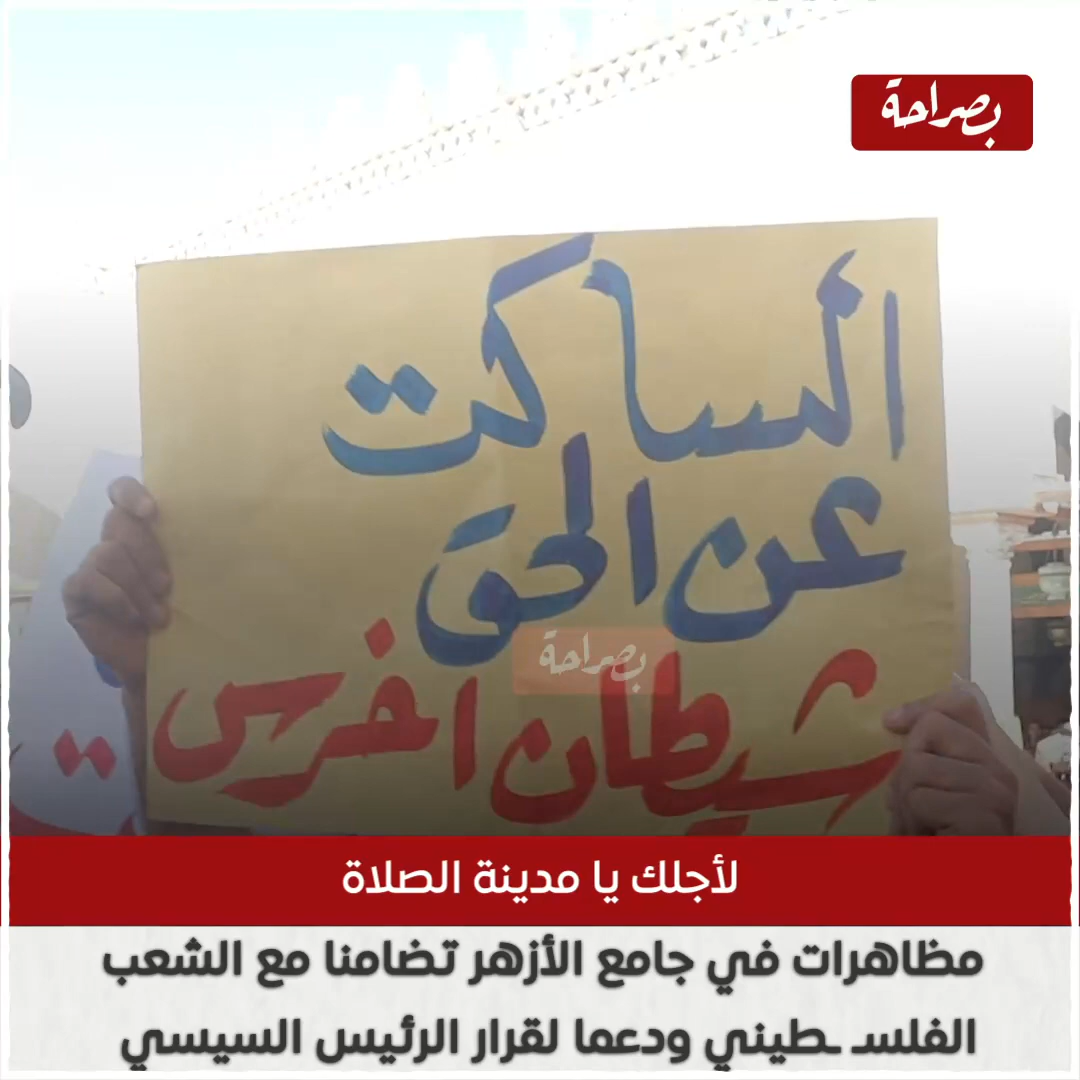 بصراحة
الساكت
عن الحق
شيطان اخرس
بصراحة
لأجلك يا مدينة الصلاة
مظاهرات في جامع الأزهر تضامنا مع الشعب
الفلسـ ـطيني ودعما لقرار الرئيس السيسي